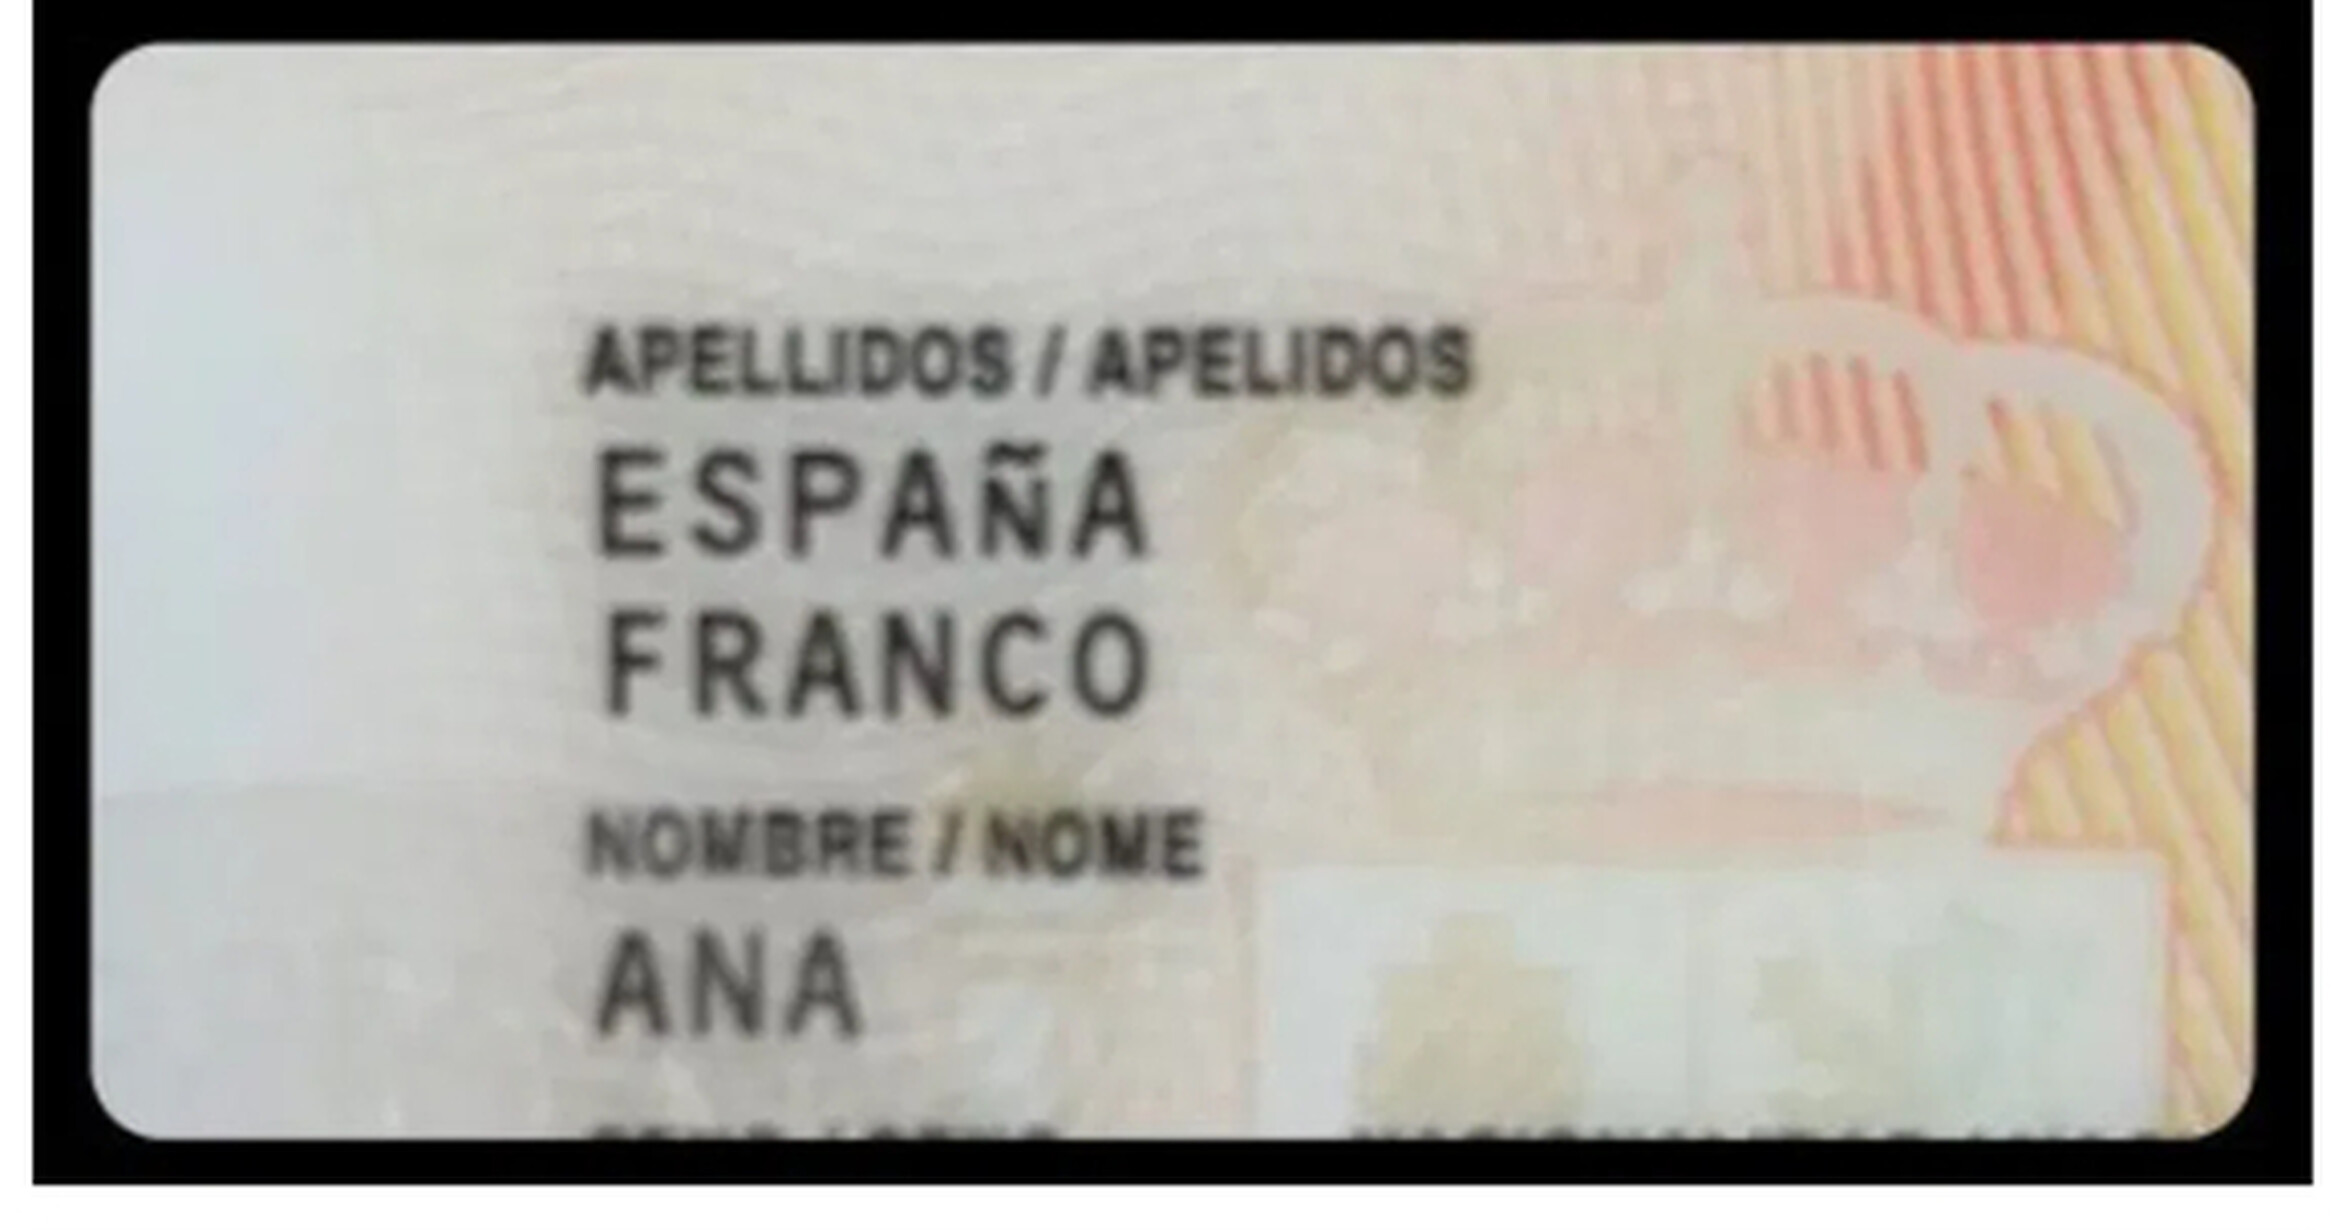 APELLIDOS / APELIDOS
ESPAÑA
FRANCO
NOMBRE / NOME
ANA